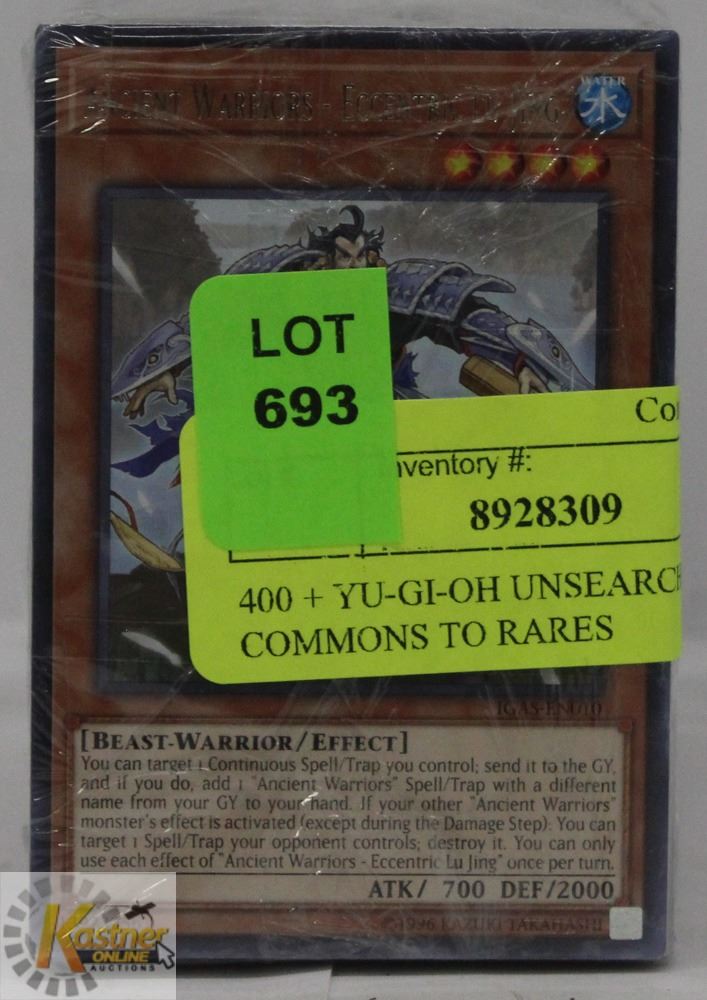 ANCIENT WARRIORS - ECCENTRIC LU JING
WATER
水
LOT
693
Inventory #:
8928309
400 + YU-GI-OH UNSEARCH
COMMONS TO RARES
IGAS-EN010
[BEAST-WARRIOR/EFFECT]
You can target 1 Continuous Spell/Trap you control; send it to the GY,
and if you do, add 1 "Ancient Warriors" Spell/Trap with a different
name from your GY to your hand. If your other "Ancient Warriors"
monster's effect is activated (except during the Damage Step): You can
target 1 Spell/Trap your opponent controls; destroy it. You can only
use each effect of "Ancient Warriors - Eccentric Lu Jing" once per turn.
ATK/ 700 DEF/2000
©1996 KAZUKI TAKAHASHI
Kastner
ONLINE
AUCTIONS